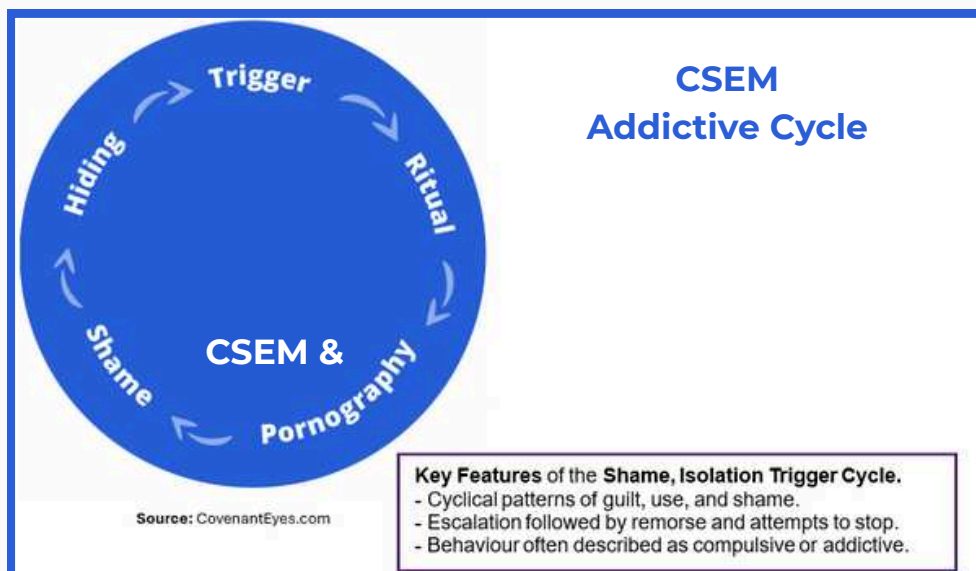 CSEM
Addictive Cycle
Trigger
Ritual
CSEM &
Pornography
Shame
Hiding
Key Features of the Shame, Isolation Trigger Cycle.
- Cyclical patterns of guilt, use, and shame.
- Escalation followed by remorse and attempts to stop.
- Behaviour often described as compulsive or addictive.
Source: CovenantEyes.com